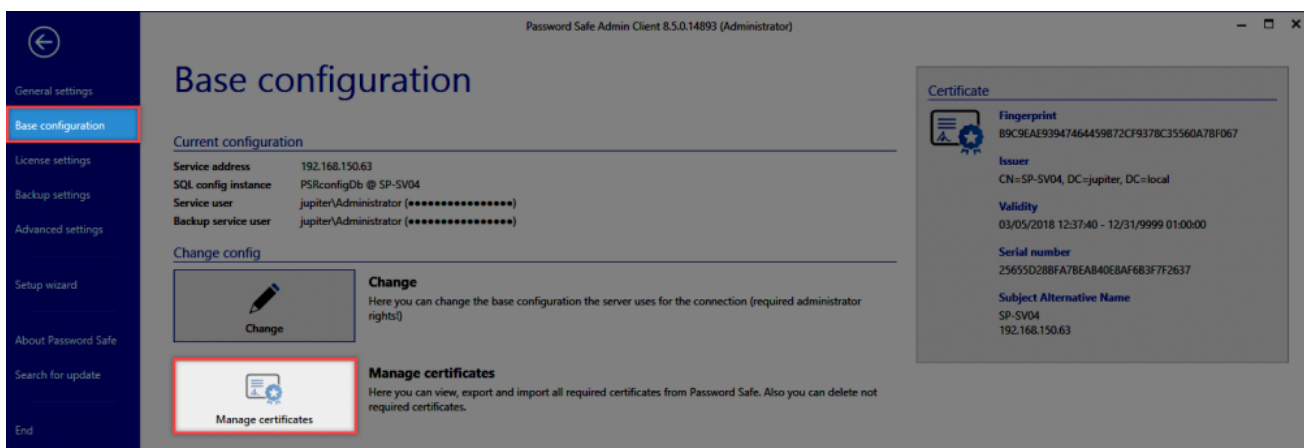 Password Safe Admin Client 8.5.0.14893 (Administrator)
General settings
Base configuration
License settings
Backup settings
Advanced settings
Setup wizard
About Password Safe
Search for update
End
Base configuration
Current configuration
Service address 192.168.150.63
SQL config instance PSRconfigDb @ SP-SV04
Service user jupiter\Administrator (●●●●●●●●●●●●●●●●)
Backup service user jupiter\Administrator (●●●●●●●●●●●●●●●●)
Change config
Change
Change
Here you can change the base configuration the server uses for the connection (required administrator
rights!)
Manage certificates
Manage certificates
Here you can view, export and import all required certificates from Password Safe. Also you can delete not
required certificates.
Certificate
Fingerprint
B9C9EAE93947464459B72CF9378C35560A7BF067
Issuer
CN=SP-SV04, DC=jupiter, DC=local
Validity
03/05/2018 12:37:40 - 12/31/9999 01:00:00
Serial number
25655D28BFA7BEAB40E8AF6B3F7F2637
Subject Alternative Name
SP-SV04
192.168.150.63